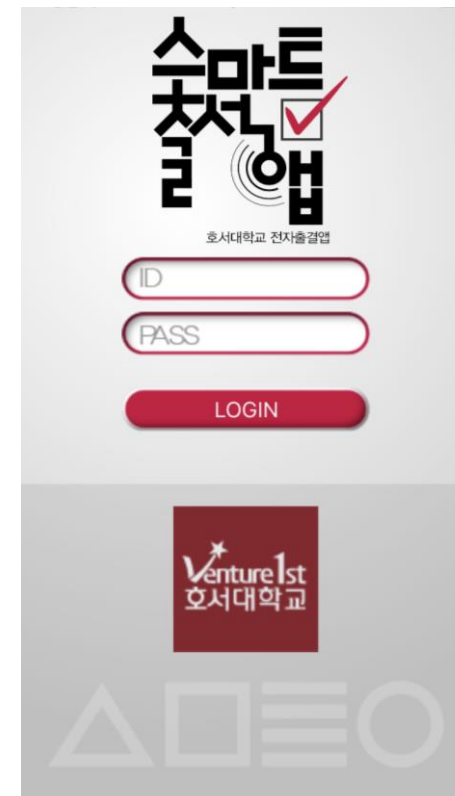 스마트
출석
앱
호서대학교 전자출결앱
ID
PASS
LOGIN
Venture 1st
호서대학교